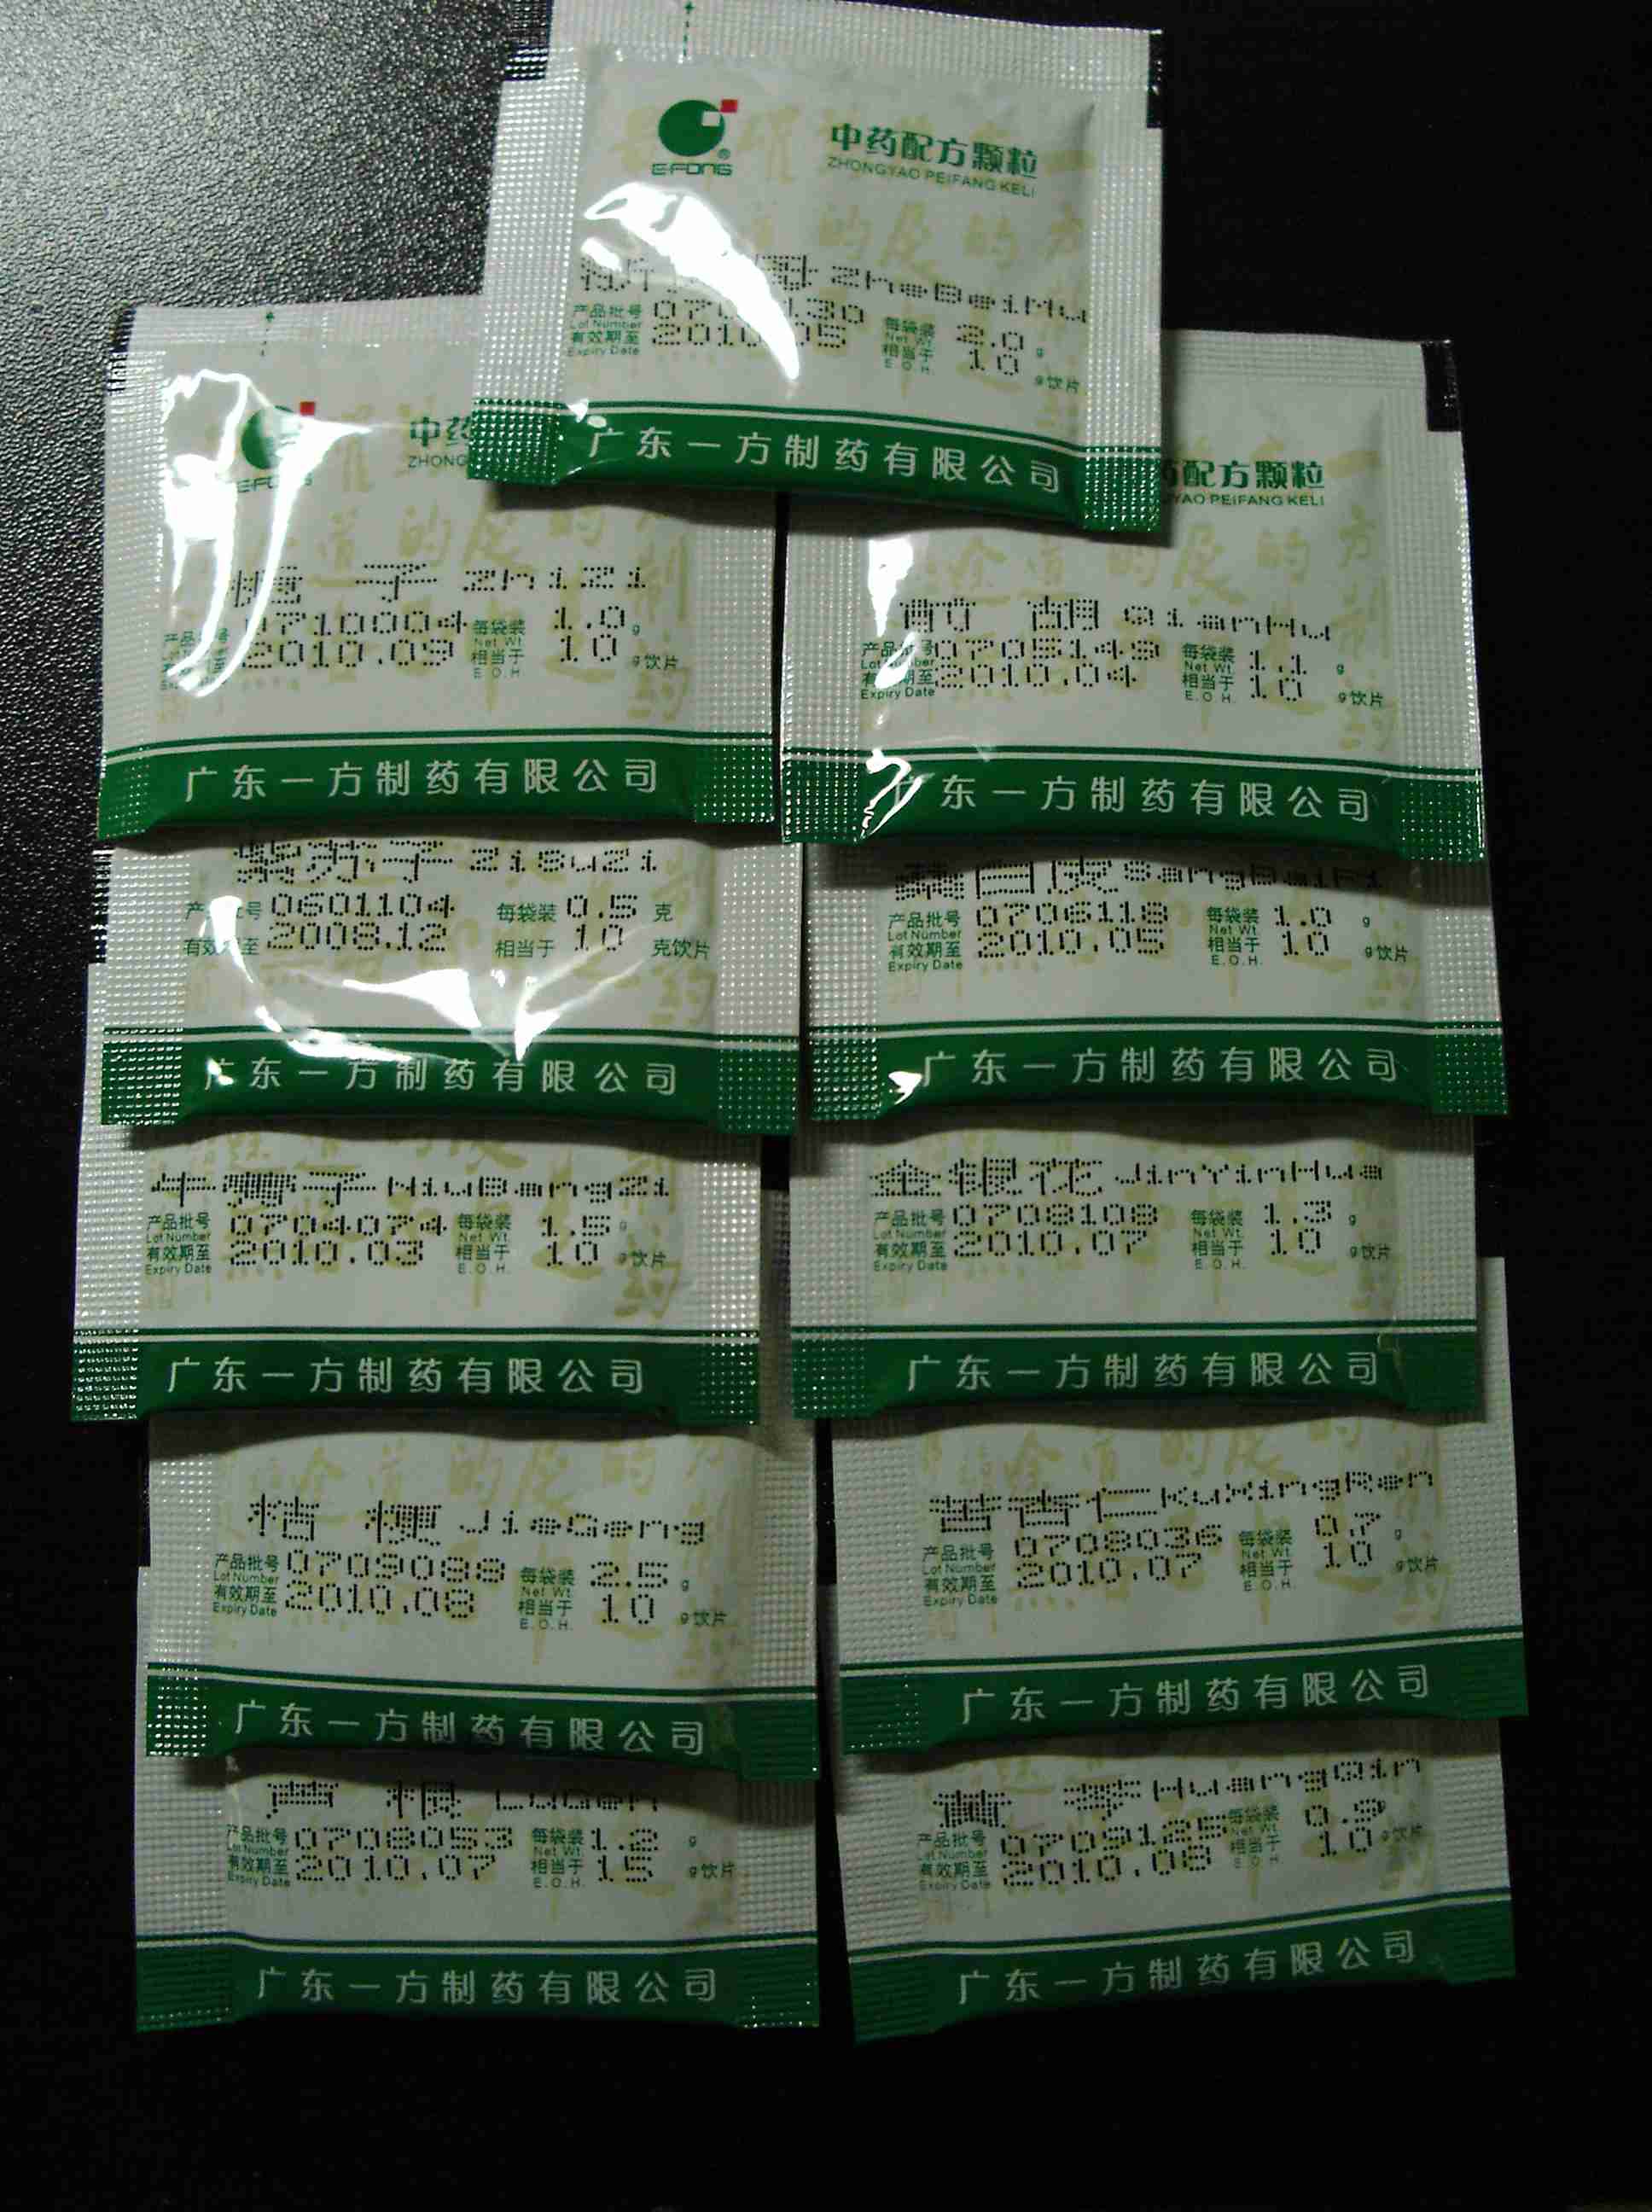 E-FONG
中药配方颗粒
ZHONGYAO PEIFANG KELI
ZheBeiMu
产品批号 Lot Number
有效期至 2010.05
Expiry Date
每袋装 2.0 g
Net Wt.
相当于 10 g饮片
E.O.H.
广东一方制药有限公司
E-FONG
中药
ZHONG
栀 子 ZhiZi
0710004
2010.09
每袋装 1.0 g
Net Wt.
相当于 10 g饮片
E.O.H.
广东一方制药有限公司
药配方颗粒
YAO PEIFANG KELI
前 胡 QianHu
0705149
2010.04
Expiry Date
每袋装 1.1 g
Net Wt.
相当于 10 g饮片
E.O.H.
东一方制药有限公司
紫苏子 ZiSuZi
0601104
2008.12
每袋装 0.5 克
相当于 10 克饮片
广东一方制药有限公司
桑白皮 SangBaiPi
产品批号 0706118
Lot Number
有效期至 2010.05
Expiry Date
每袋装 1.0 g
Net Wt.
相当于 10 g饮片
E.O.H.
广东一方制药有限公司
牛蒡子 NiuBangZi
产品批号 0704074
Lot Number
有效期至 2010.03
Expiry Date
每袋装 1.5 g
Net Wt.
相当于 10 g饮片
E.O.H.
广东一方制药有限公司
金银花 JinYinHua
产品批号 0708108
Lot Number
有效期至 2010.07
Expiry Date
每袋装 1.3 g
Net Wt.
相当于 10 g饮片
E.O.H.
广东一方制药有限公司
桔 梗 JieGeng
产品批号 0709088
Lot Number
有效期至 2010.08
Expiry Date
每袋装 2.5 g
Net Wt.
相当于 10 g饮片
E.O.H.
广东一方制药有限公司
苦杏仁 KuXingRen
产品批号 0708036
Lot Number
有效期至 2010.07
Expiry Date
每袋装 0.7 g
Net Wt.
相当于 10 g饮片
E.O.H.
广东一方制药有限公司
芦 根 LuGen
产品批号 0708053
Lot Number
有效期至 2010.07
Expiry Date
每袋装 1.2 g
Net Wt.
相当于 15 g饮片
E.O.H.
广东一方制药有限公司
黄 芩 HuangQin
产品批号 0709125
Lot Number
有效期至 2010.08
Expiry Date
每袋装 0.9 g
Net Wt.
相当于 10 g饮片
广东一方制药有限公司